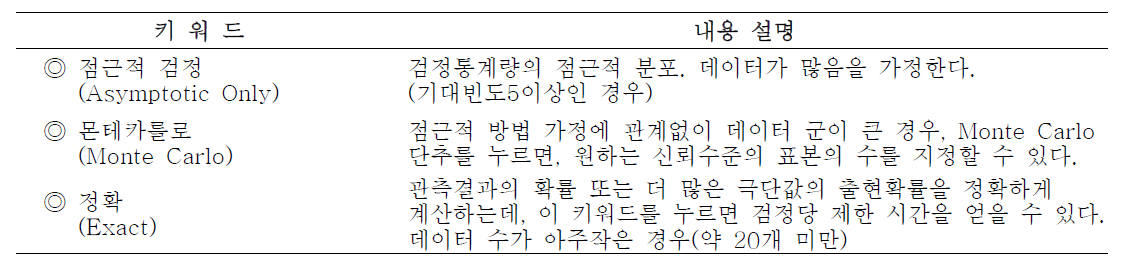 키 워 드 내용 설명
◎ 점근적 검정 검정통계량의 점근적 분포. 데이터가 많음을 가정한다.
(Asymptotic Only) (기대빈도5이상인 경우)
◎ 몬테카를로 점근적 방법 가정에 관계없이 데이터 군이 큰 경우, Monte Carlo
(Monte Carlo) 단추를 누르면, 원하는 신뢰수준의 표본의 수를 지정할 수 있다.
관측결과의 확률 또는 더 많은 극단값의 출현확률을 정확하게
◎ 정확 계산하는데, 이 키워드를 누르면 검정당 제한 시간을 얻을 수 있다.
(Exact) 데이터 수가 아주작은 경우(약 20개 미만)